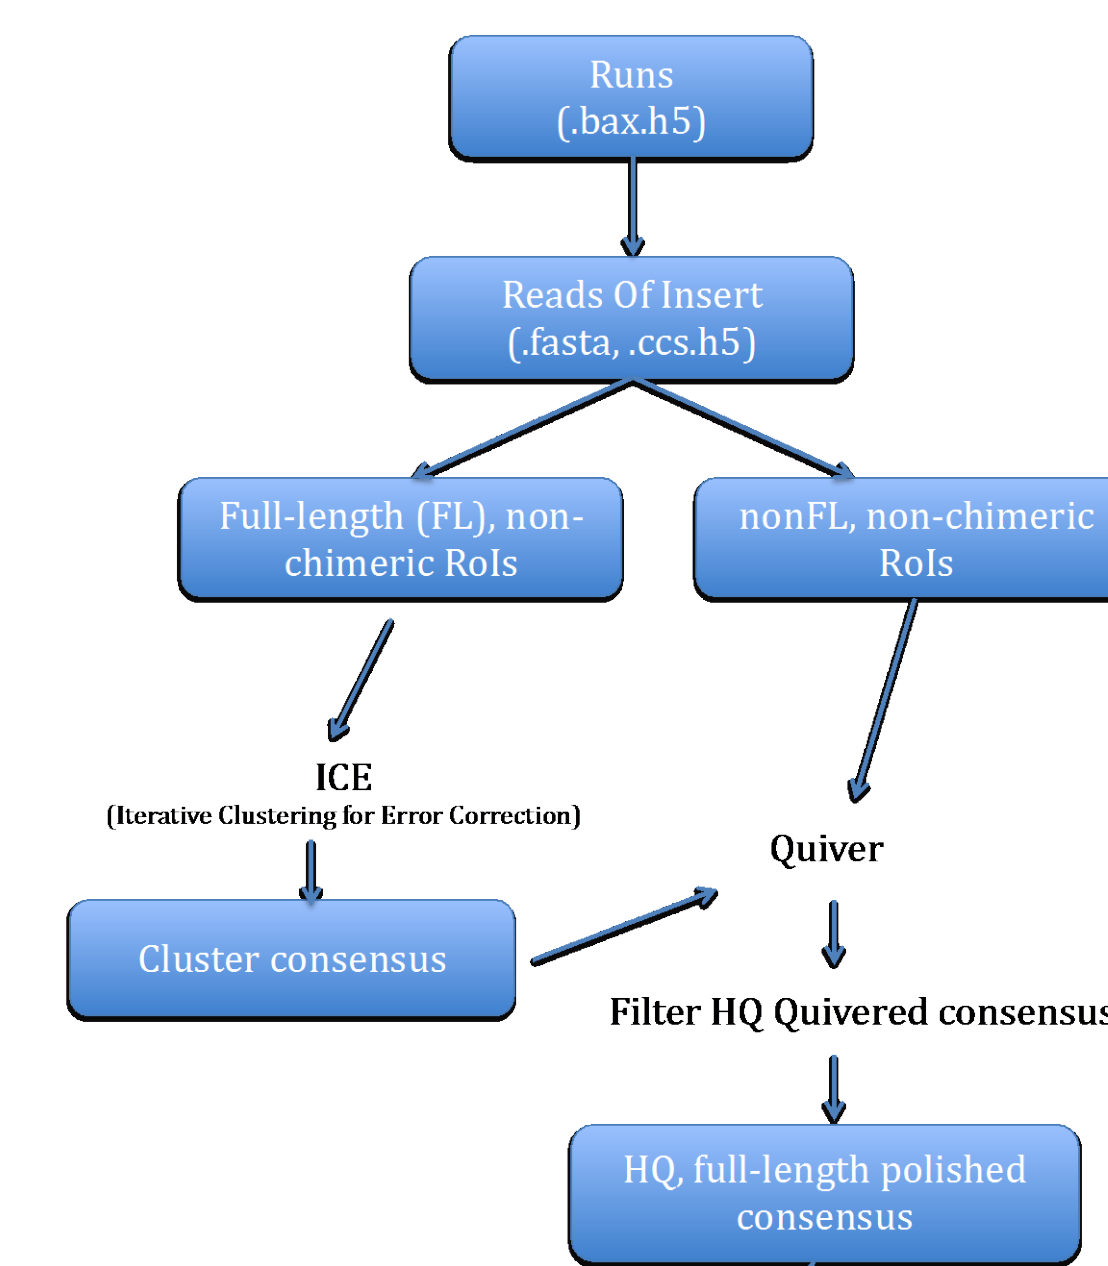 Runs
(.bax.h5)
Reads Of Insert
(.fasta, .ccs.h5)
Full-length (FL), non-
chimeric RoIs
nonFL, non-chimeric
RoIs
ICE
(Iterative Clustering for Error Correction)
Quiver
Cluster consensus
Filter HQ Quivered consensus
HQ, full-length polished
consensus